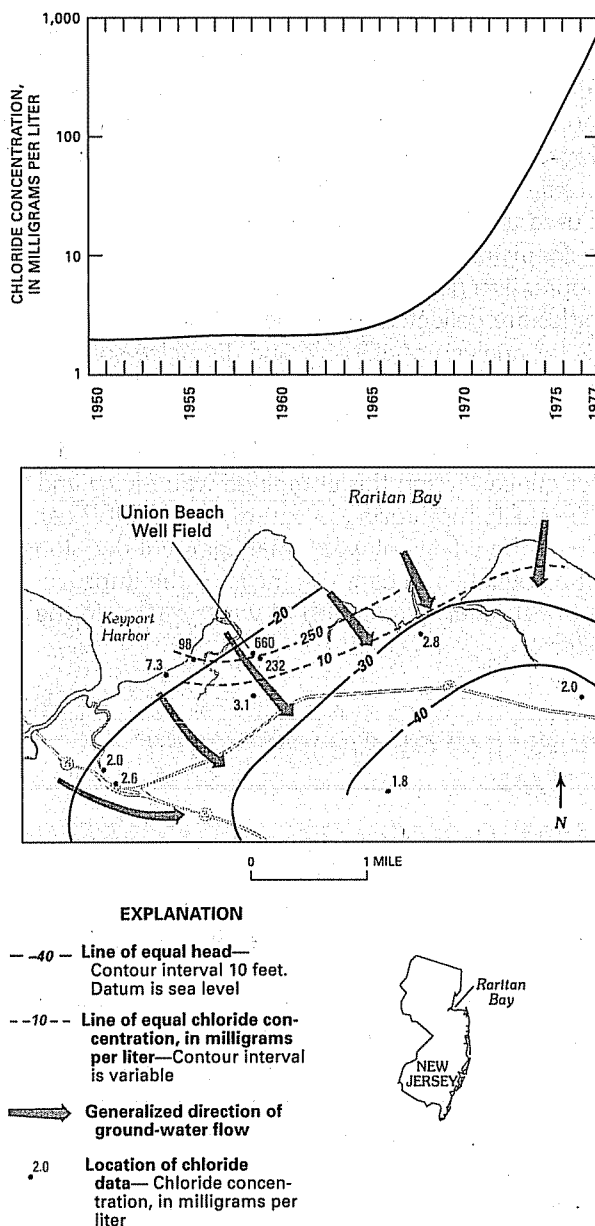 CHLORIDE CONCENTRATION,
IN MILLIGRAMS PER LITER
1,000
100
10
1
1950
1955
1960
1965
1970
1975
1977
Raritan Bay
Union Beach
Well Field
Keyport
Harbor
-20
98
660
250
232
10
7.3
3.1
-30
2.8
-40
2.0
2.0
2.6
1.8
N
0 1 MILE
EXPLANATION
-40 Line of equal head—
Contour interval 10 feet.
Datum is sea level
10 Line of equal chloride con-
centration, in milligrams
per liter—Contour interval
is variable
Generalized direction of
ground-water flow
2.0 Location of chloride
data— Chloride concen-
tration, in milligrams per
liter
Raritan
Bay
NEW
JERSEY